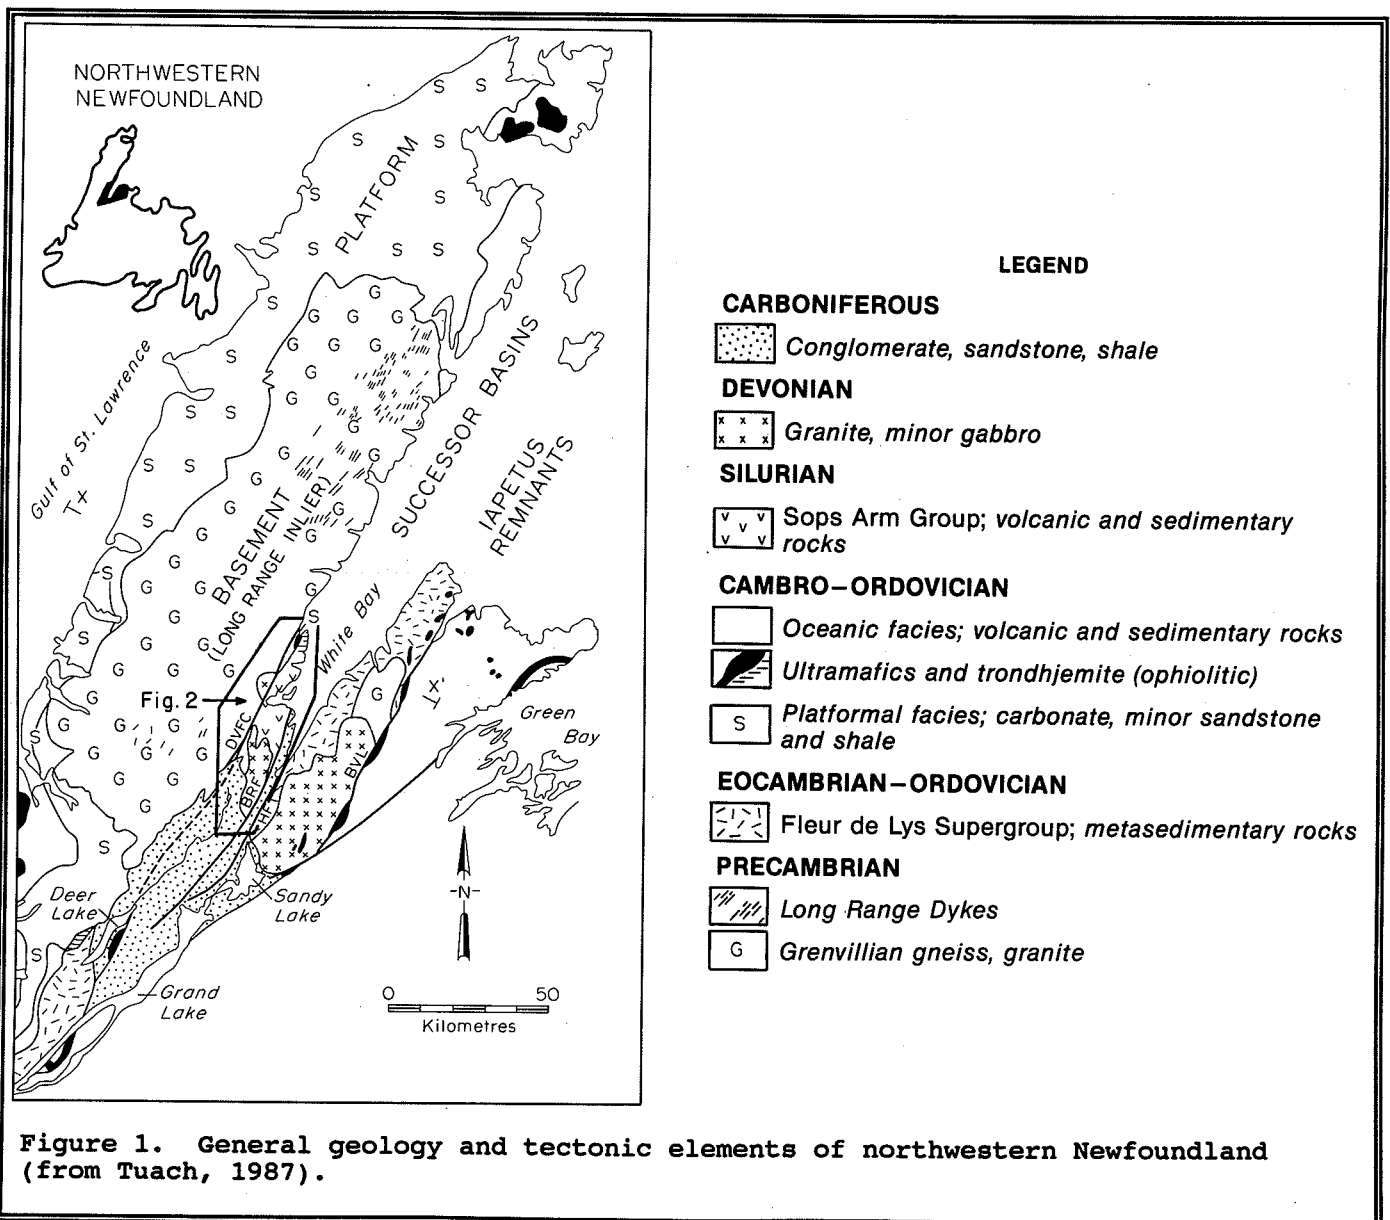 NORTHWESTERN
NEWFOUNDLAND
S S
S S
PLATFORM
S S
S S S
G
S
G G G
S
G G G
G
Gulf of St. Lawrence
SUCCESSOR BASINS
G G
S S
G
S S
G G
IAPETUS
REMNANTS
G
S
G
BASEMENT
(LONG RANGE INLIER)
G
G
G
S
G G
G
G
S
White Bay
S
G G
G G
Fig. 2
G
G
DVFC
Green
Bay
G
S
G G G
BVL
G G
BRF
HF
G
S
-N-
Deer
Lake
Sandy
Lake
S
Grand
Lake
0 50
Kilometres
LEGEND
CARBONIFEROUS
Conglomerate, sandstone, shale
DEVONIAN
x x x
x x x
Granite, minor gabbro
SILURIAN
v v
v
v v
Sops Arm Group; volcanic and sedimentary
rocks
CAMBRO-ORDOVICIAN
Oceanic facies; volcanic and sedimentary rocks
Ultramafics and trondhjemite (ophiolitic)
S
Platformal facies; carbonate, minor sandstone
and shale
EOCAMBRIAN-ORDOVICIAN
Fleur de Lys Supergroup; metasedimentary rocks
PRECAMBRIAN
Long Range Dykes
G
Grenvillian gneiss, granite
Figure 1. General geology and tectonic elements of northwestern Newfoundland
(from Tuach, 1987).